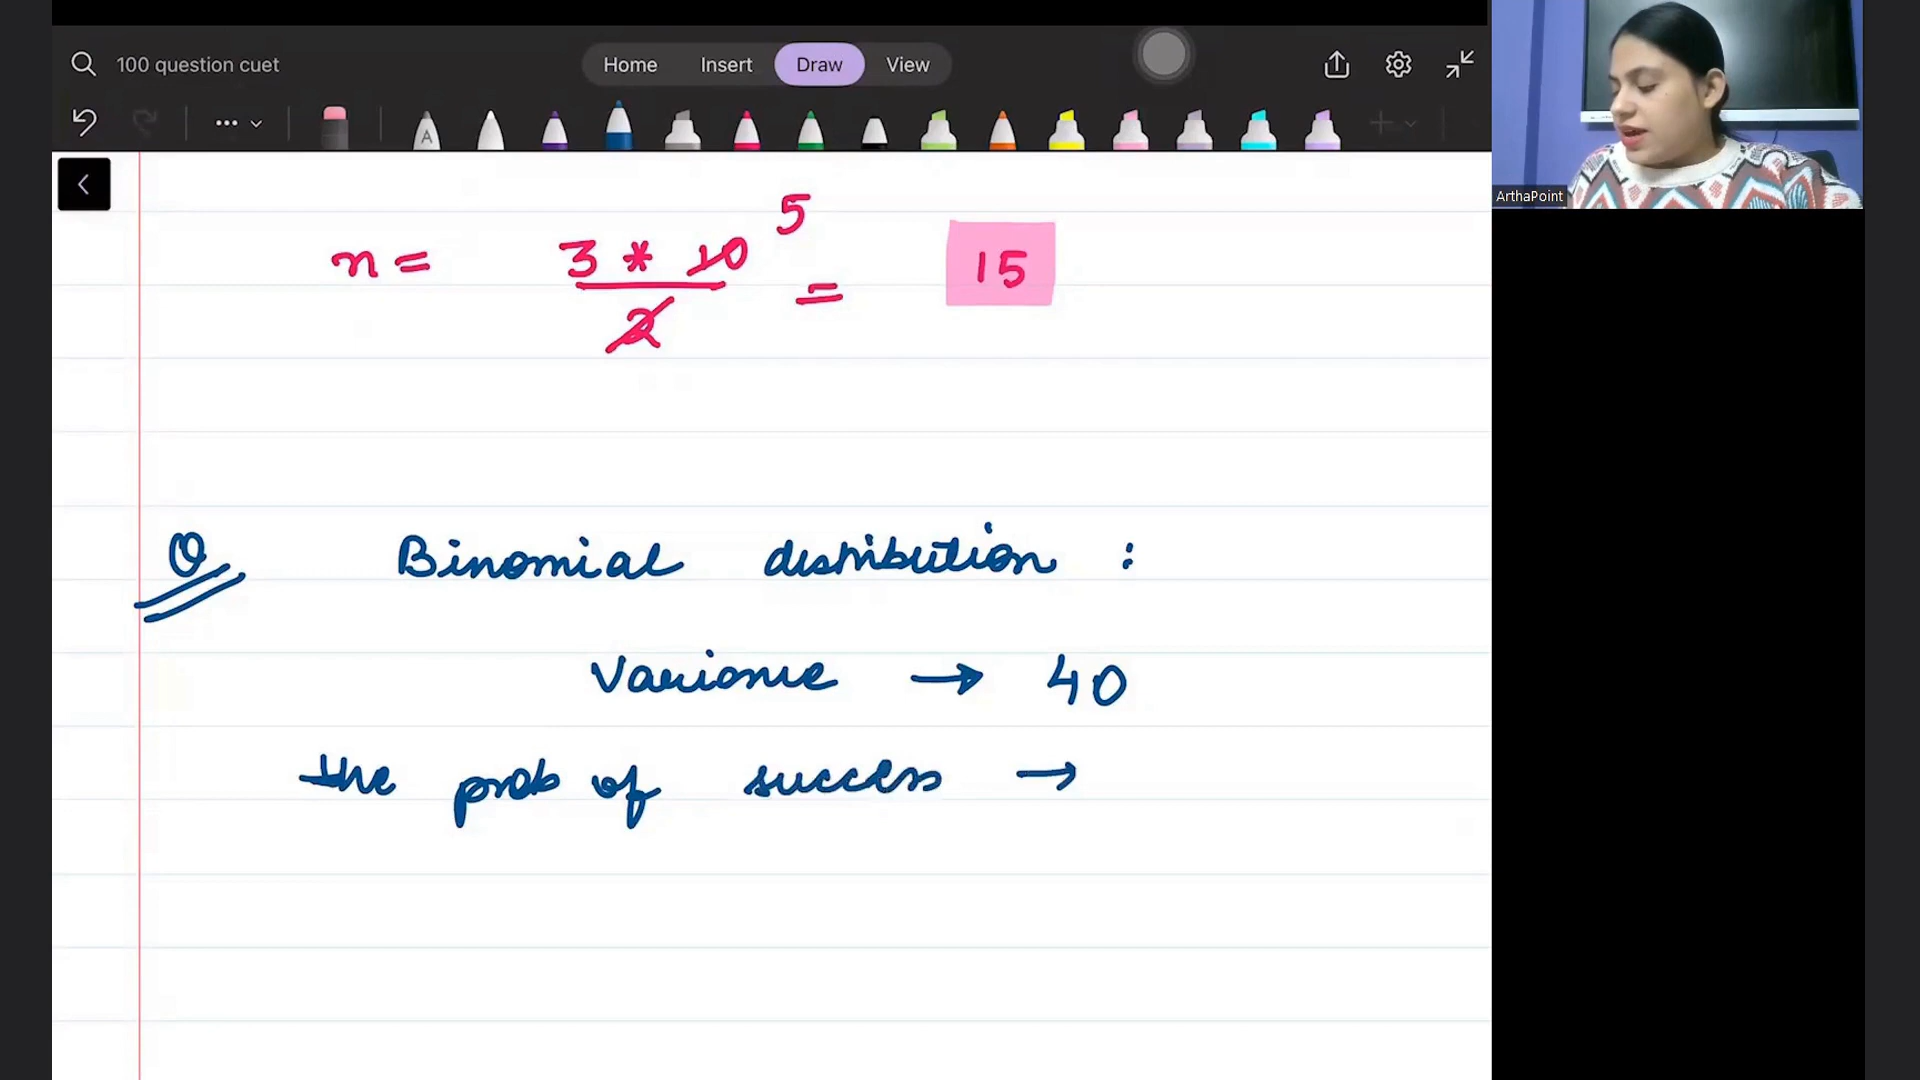 100 question cuet
Home Insert Draw View
A
ArthaPoint
5
n = 3 * 10 = 15
2
Q Binomial distribution :
Variance → 40
the prob of success →